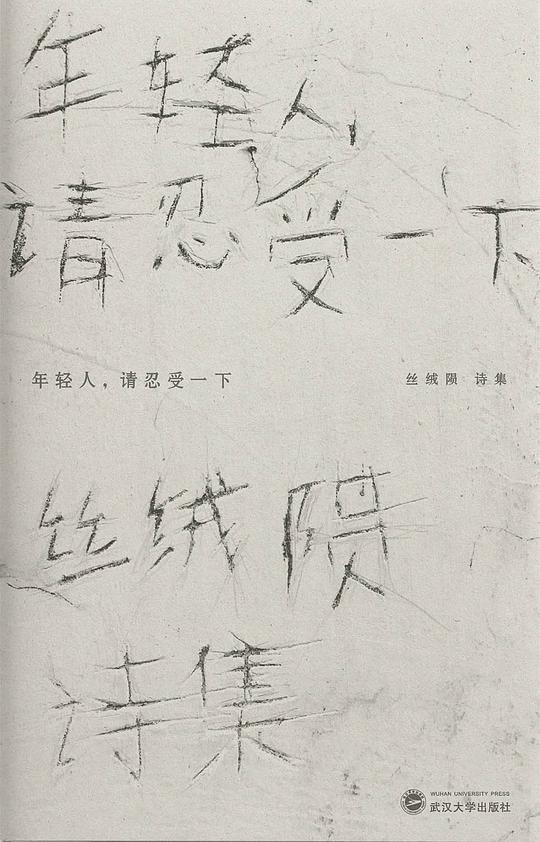 年轻人
请忍受一下
年轻人，请忍受一下
丝绒陨 诗集
丝绒陨
诗集
WUHAN UNIVERSITY PRESS
武汉大学出版社